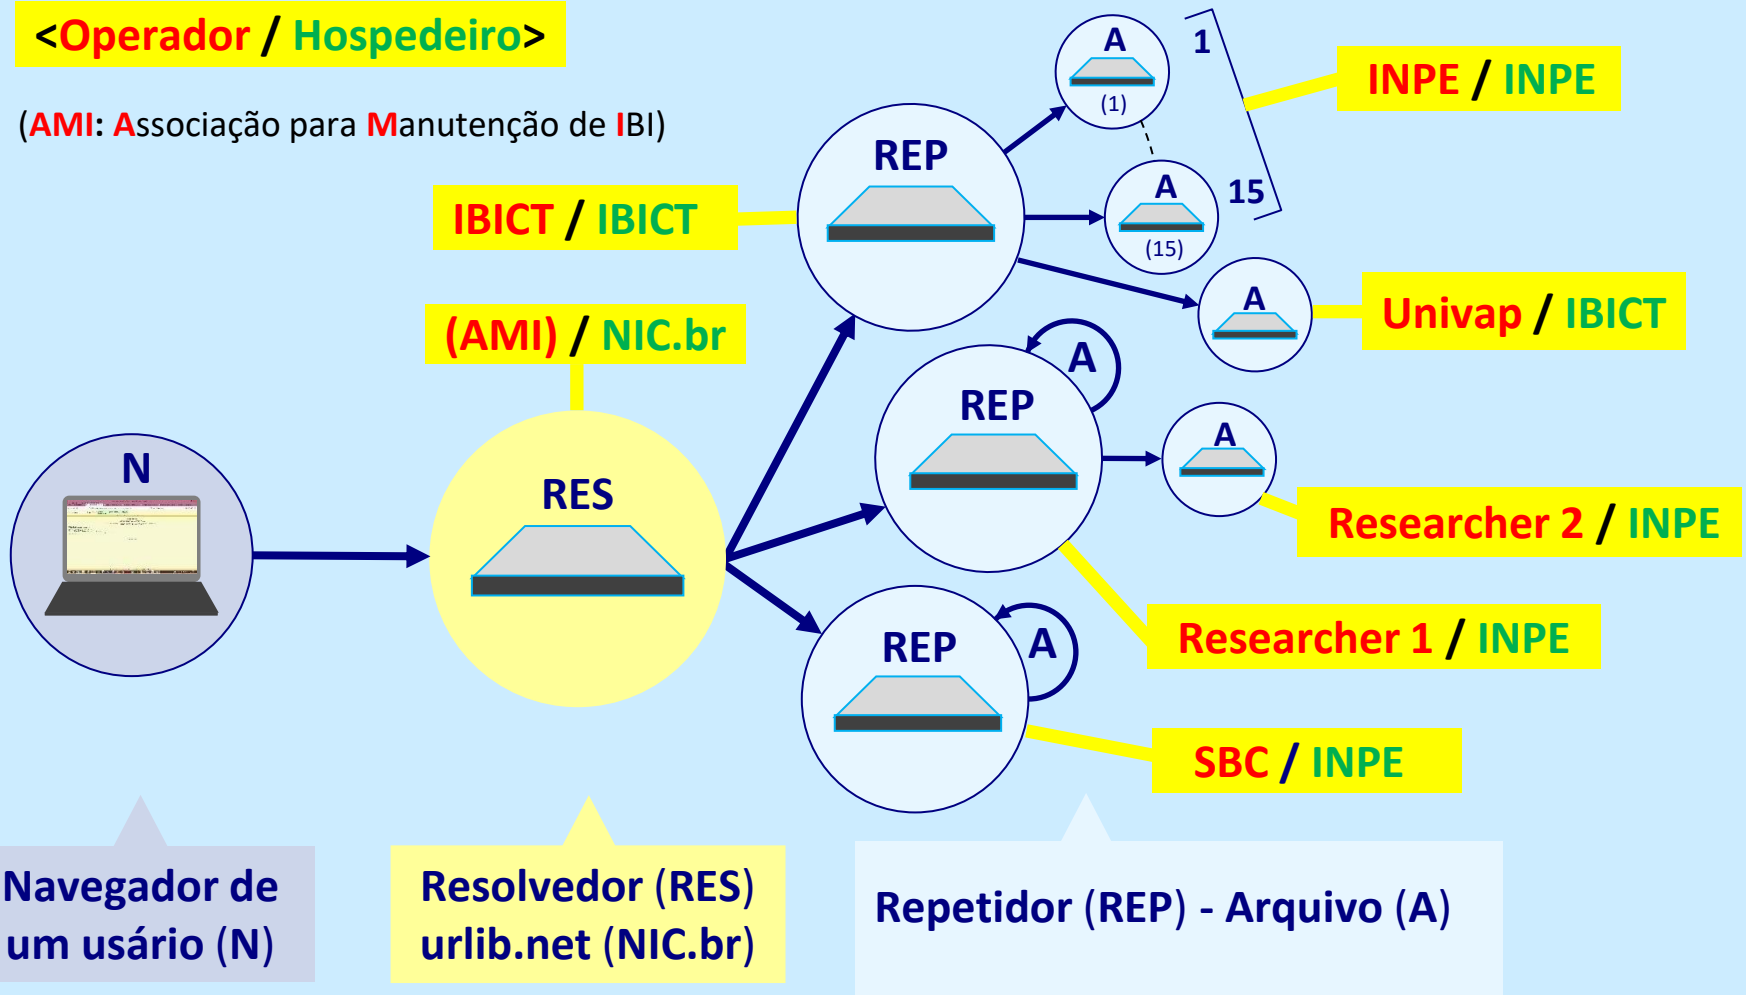 <Operador / Hospedeiro>
(AMI: Associação para Manutenção de IBI)
A
(1)
1
INPE / INPE
REP
A
(15)
15
IBICT / IBICT
A
Univap / IBICT
(AMI) / NIC.br
A
REP
A
N
RES
Researcher 2 / INPE
REP
A
Researcher 1 / INPE
SBC / INPE
Navegador de
um usário (N)
Resolvedor (RES)
urlib.net (NIC.br)
Repetidor (REP) - Arquivo (A)